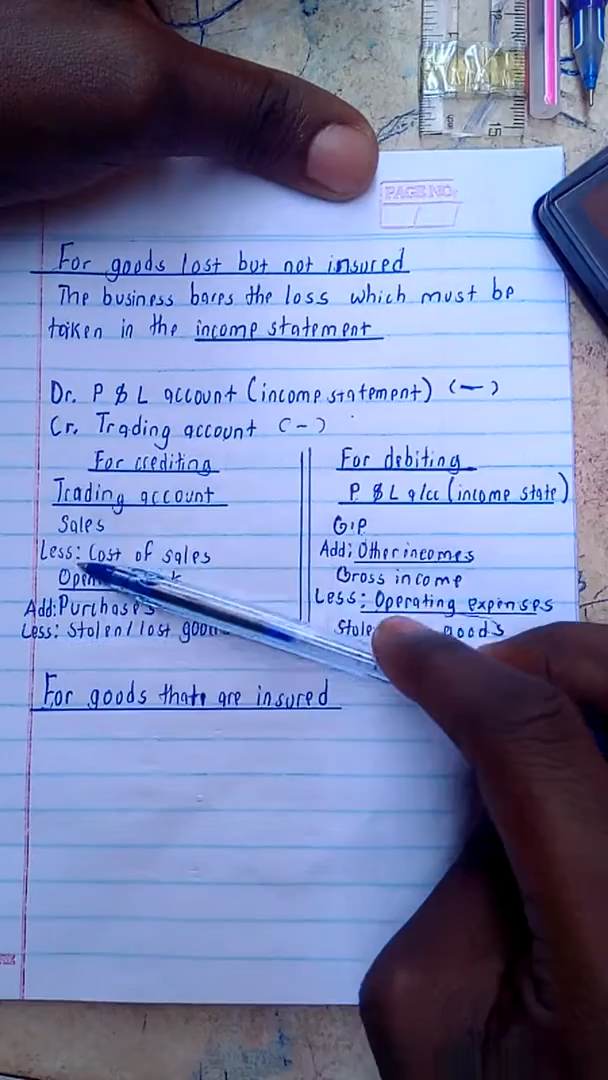 PAGE NO:
For goods lost but not insured
The business bares the loss which must be
taken in the income statement
Dr. P & L account (income statement) (-)
Cr. Trading account (-)
For crediting
Trading account
Sales
Less: Cost of sales
Add: Purchases
Less: Stolen/lost
For debiting
P & L a/cc (income state)
G.P
Add: Other incomes
Gross income
Less: Operating expenses
goods
For goods that are insured
15